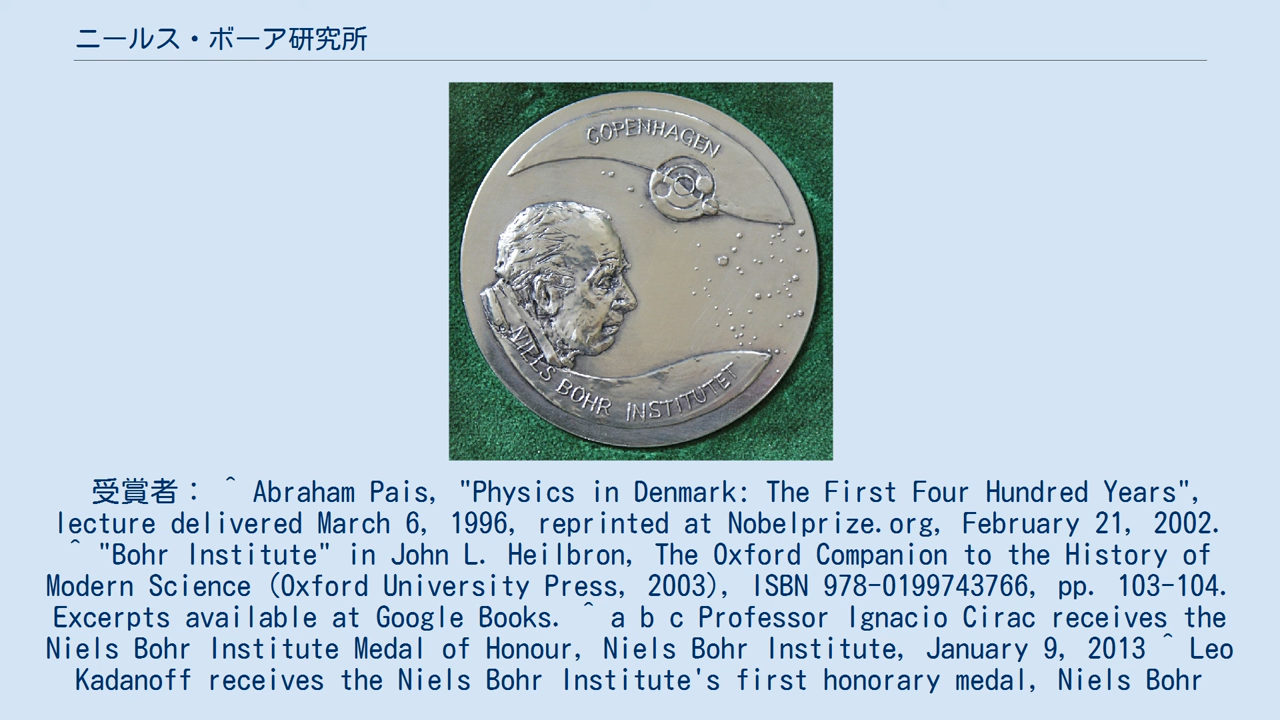 ニールス・ボーア研究所
COPENHAGEN
NIELS BOHR INSTITUTET
受賞者： ^ Abraham Pais, "Physics in Denmark: The First Four Hundred Years",
lecture delivered March 6, 1996, reprinted at Nobelprize.org, February 21, 2002.
^ "Bohr Institute" in John L. Heilbron, The Oxford Companion to the History of
Modern Science (Oxford University Press, 2003), ISBN 978-0199743766, pp. 103-104.
Excerpts available at Google Books. ^ a b c Professor Ignacio Cirac receives the
Niels Bohr Institute Medal of Honour, Niels Bohr Institute, January 9, 2013 ^ Leo
Kadanoff receives the Niels Bohr Institute's first honorary medal, Niels Bohr